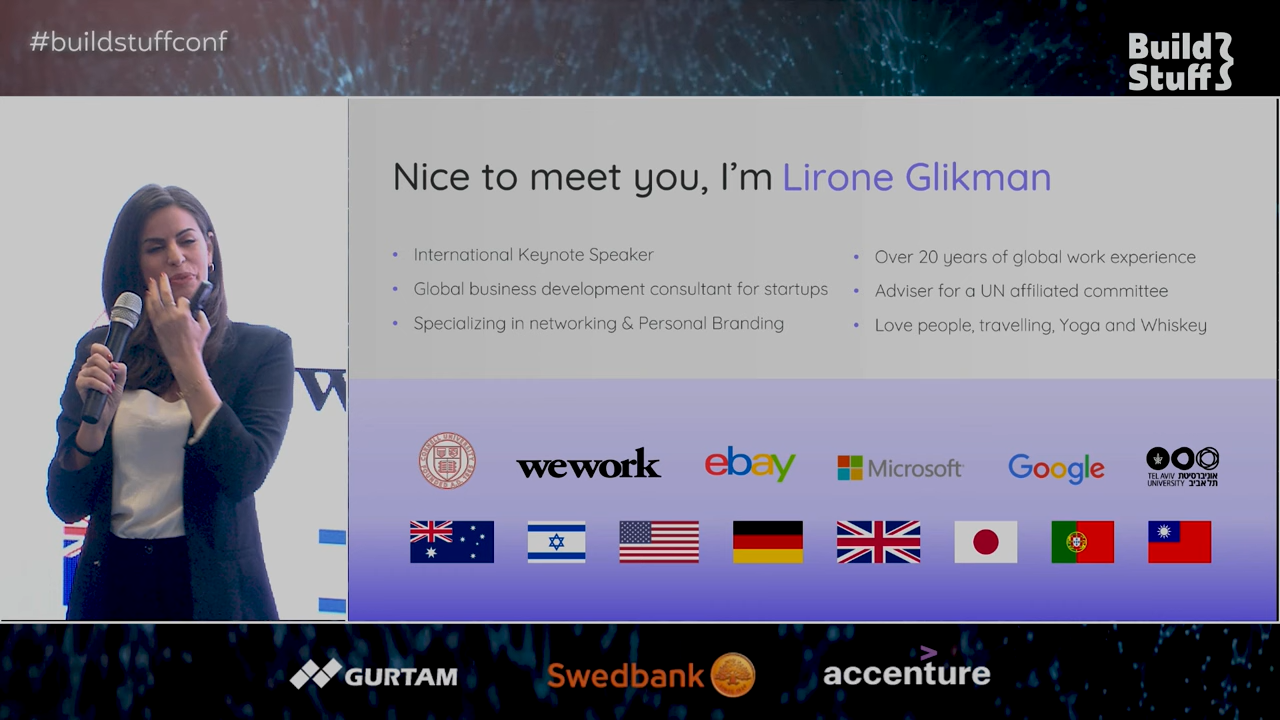 #buildstuffconf
Build
Stuff
Nice to meet you, I'm Lirone Glikman
• International Keynote Speaker
• Global business development consultant for startups
• Specializing in networking & Personal Branding
• Over 20 years of global work experience
• Adviser for a UN affiliated committee
• Love people, travelling, Yoga and Whiskey
W
wework
ebay
Microsoft
Google
TEL AVIV אוניברסיטת
UNIVERSITY תל אביב
GURTAM
Swedbank
accenture